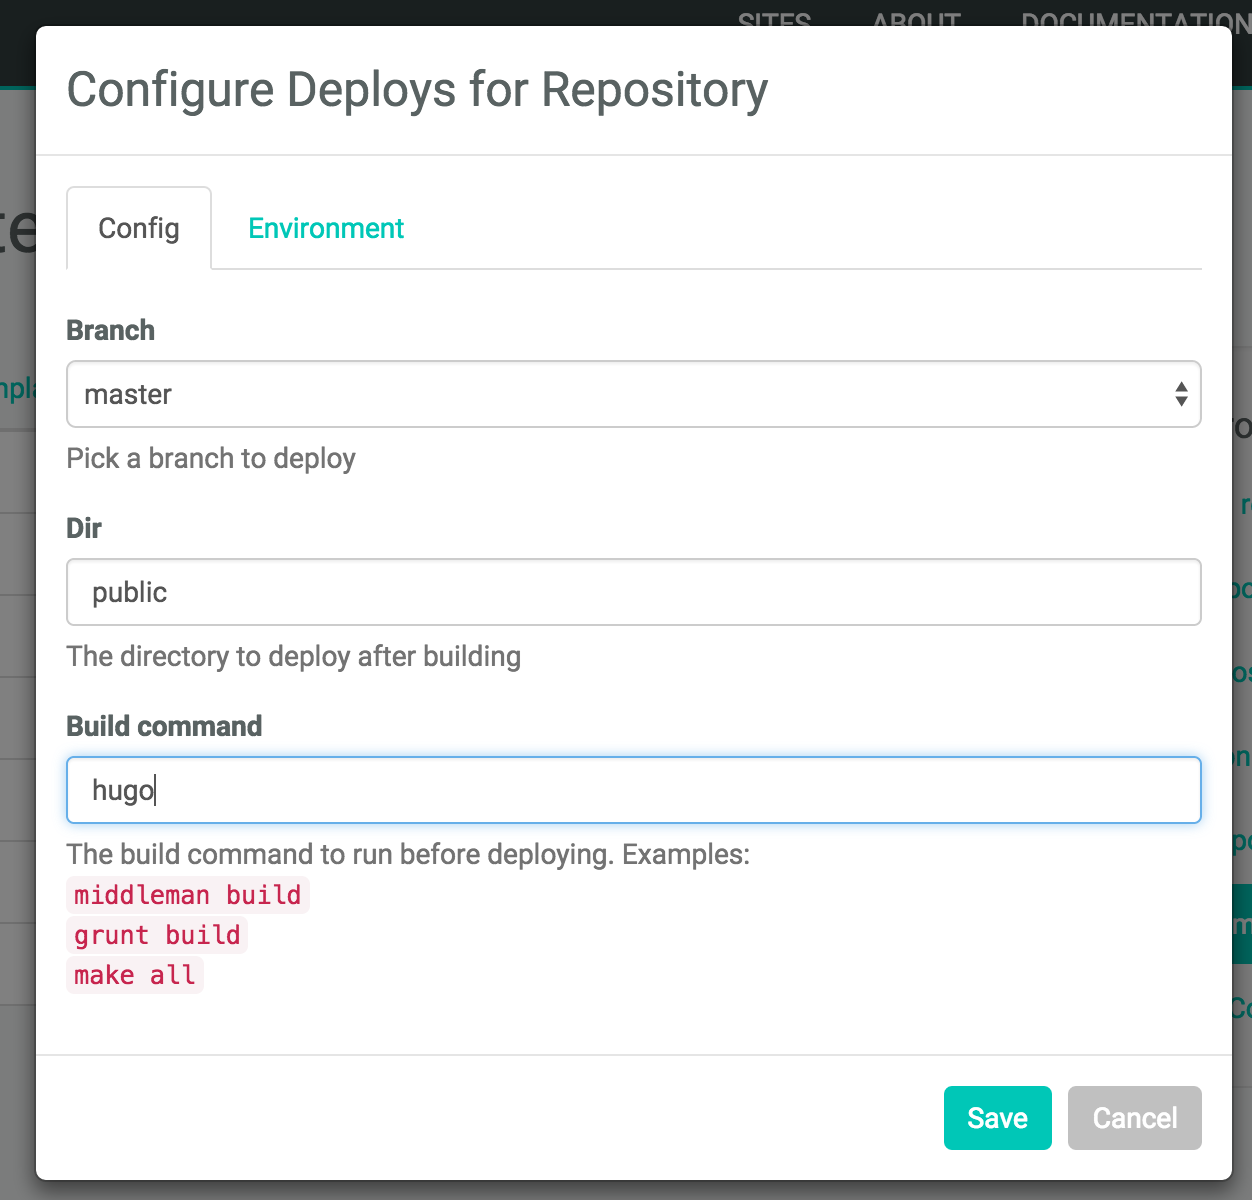 SITES ABOUT DOCUMENTATION
Configure Deploys for Repository
Config Environment
Branch
master
Pick a branch to deploy
Dir
public
The directory to deploy after building
Build command
hugo
The build command to run before deploying. Examples:
middleman build
grunt build
make all
Save Cancel